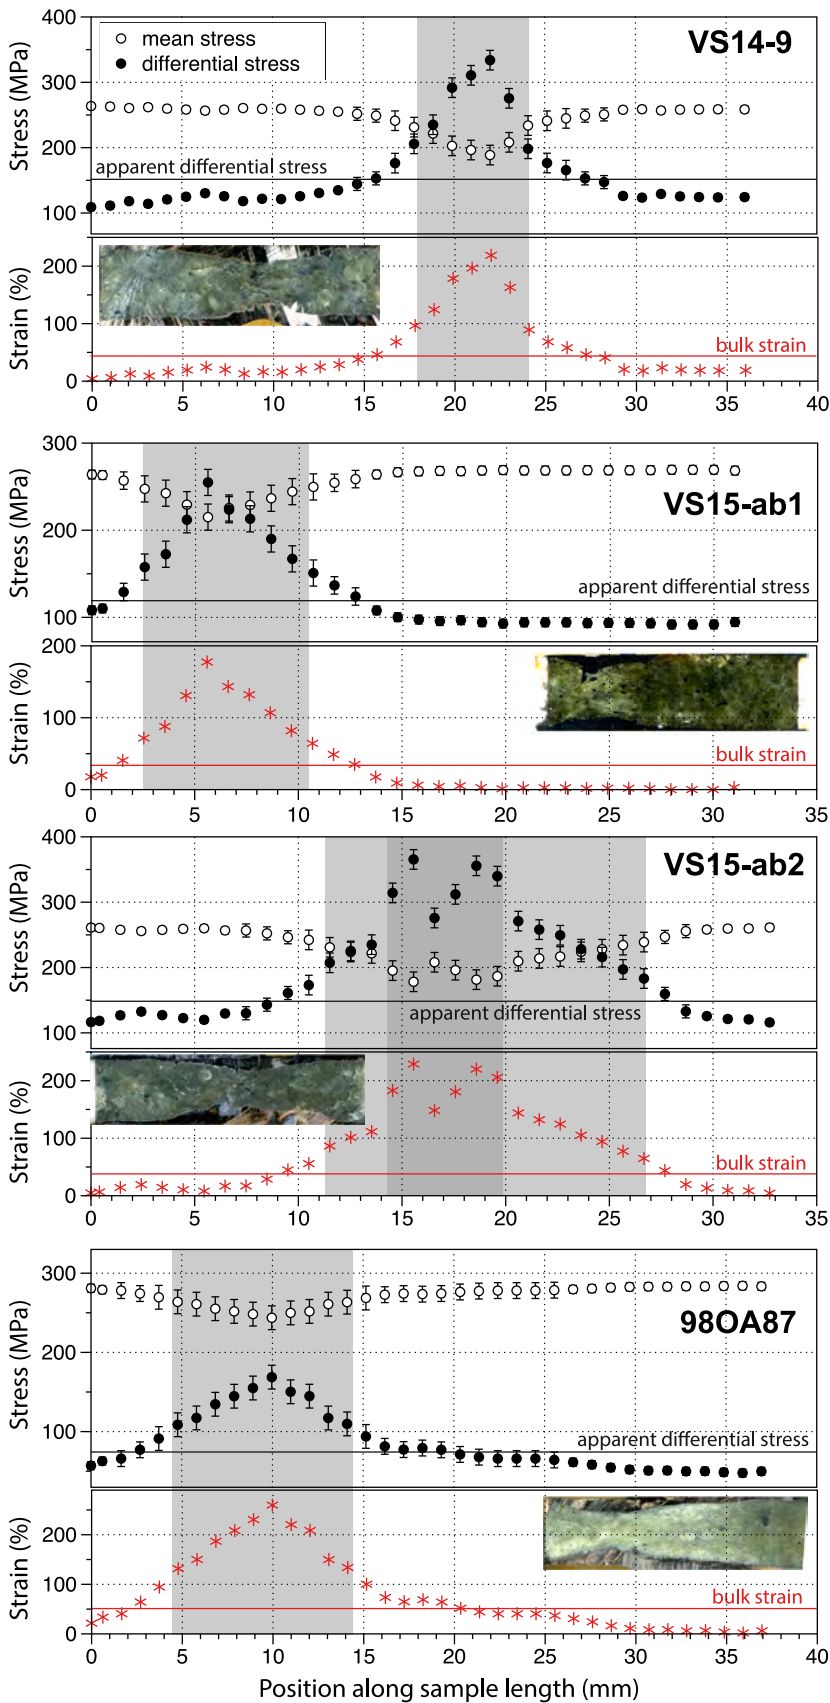 400
300
200
100
Stress (MPa)
mean stress
differential stress
VS14-9
apparent differential stress
200
100
0
Strain (%)
bulk strain
0 5 10 15 20 25 30 35 40
300
200
100
Stress (MPa)
VS15-ab1
apparent differential stress
200
100
0
Strain (%)
bulk strain
0 5 10 15 20 25 30 35
400
300
200
100
Stress (MPa)
VS15-ab2
apparent differential stress
200
100
0
Strain (%)
bulk strain
0 5 10 15 20 25 30 35
300
200
100
Stress (MPa)
98OA87
apparent differential stress
200
100
0
Strain (%)
bulk strain
0 5 10 15 20 25 30 35 40
Position along sample length (mm)